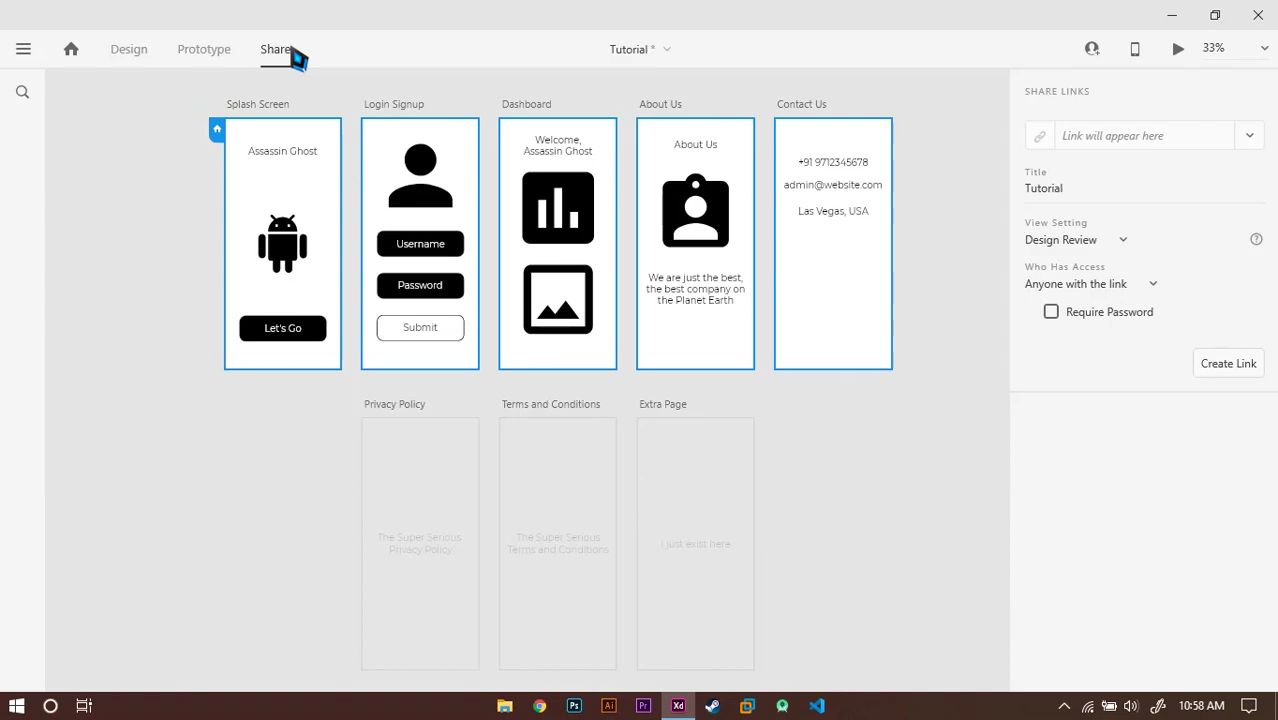 Design
Prototype
Share
Tutorial *
33%
SHARE LINKS
Link will appear here
Title
Tutorial
View Setting
Design Review
?
Who Has Access
Anyone with the link
Require Password
Create Link
Splash Screen
Assassin Ghost
Let's Go
Login Signup
Username
Password
Submit
Dashboard
Welcome,
Assassin Ghost
About Us
About Us
We are just the best,
the best company on
the Planet Earth
Contact Us
+91 9712345678
admin@website.com
Las Vegas, USA
Privacy Policy
The Super Serious
Privacy Policy
Terms and Conditions
The Super Serious
Terms and Conditions
Extra Page
I just exist here
Ps
Ai
Pr
Xd
10:58 AM